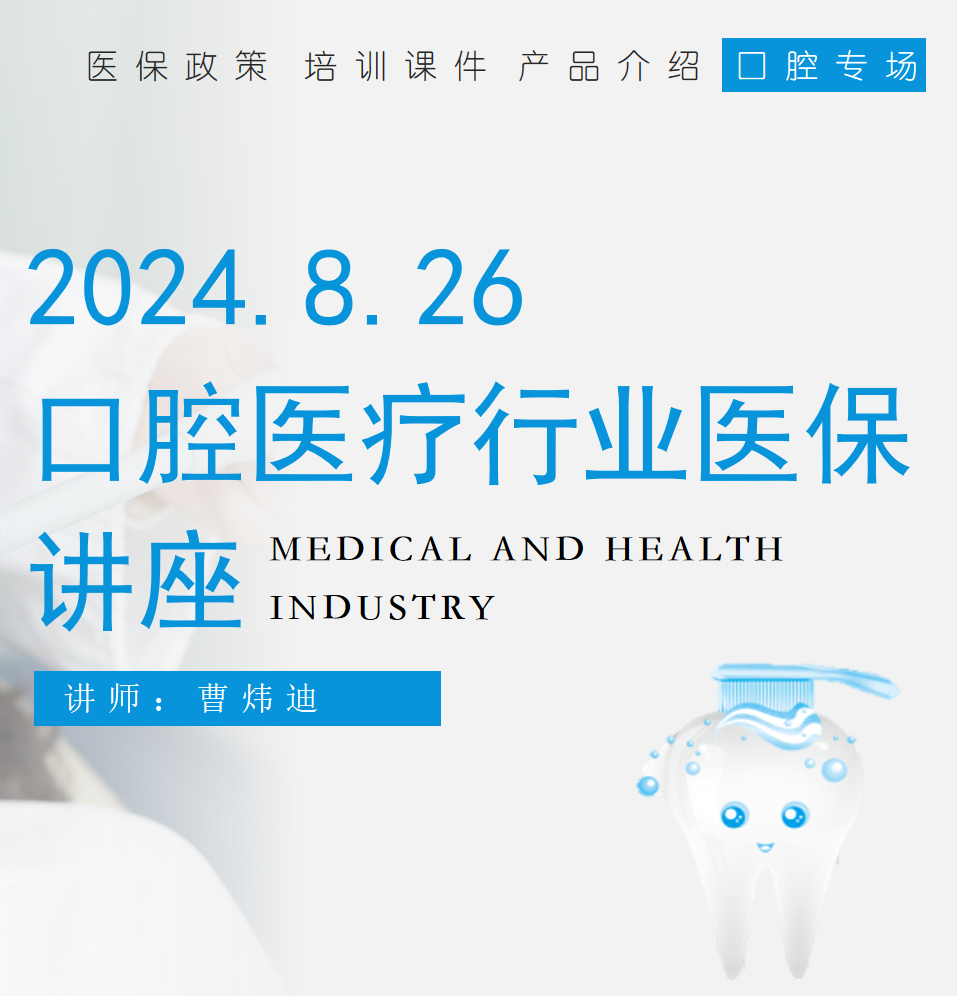 医保政策 培训课件 产品介绍 口腔专场
2024.8.26
口腔医疗行业医保
讲座
MEDICAL AND HEALTH
INDUSTRY
讲师：曹炜迪